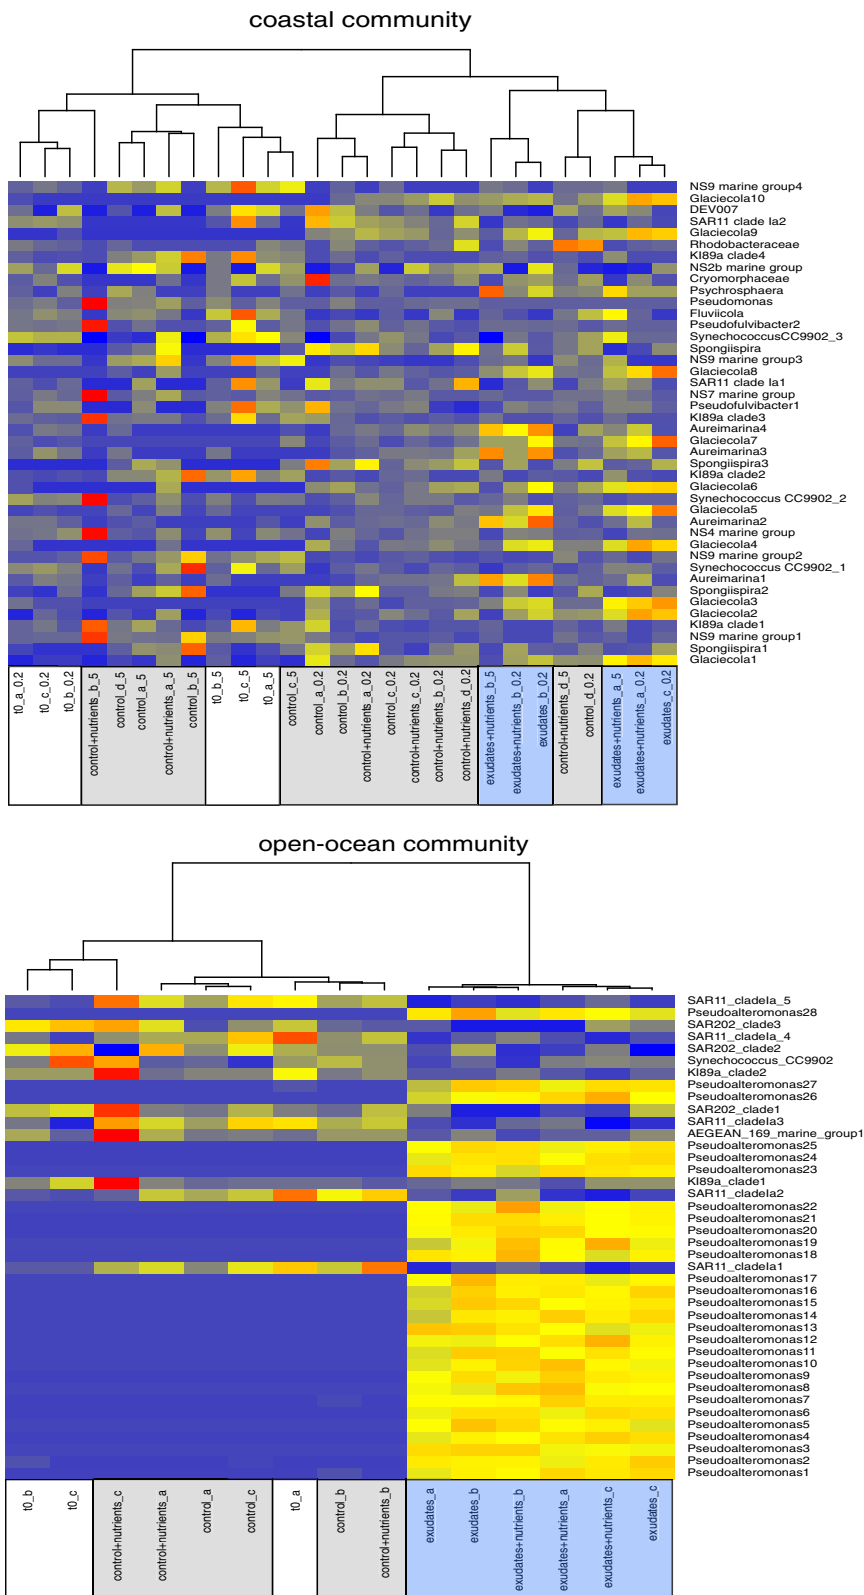 coastal community
NS9 marine group4
Glaciecola10
DEV007
SAR11 clade Ia2
Glaciecola9
Rhodobacteraceae
KI89a clade4
NS2b marine group
Cryomorphaceae
Psychrosphaera
Pseudomonas
Fluviicola
Pseudofulvibacter2
SynechococcusCC9902_3
Spongiispira
NS9 marine group3
Glaciecola8
SAR11 clade Ia1
NS7 marine group
Pseudofulvibacter1
KI89a clade3
Aureimarina4
Glaciecola7
Aureimarina3
Spongiispira3
KI89a clade2
Glaciecola6
Synechococcus CC9902_2
Glaciecola5
Aureimarina2
NS4 marine group
Glaciecola4
NS9 marine group2
Synechococcus CC9902_1
Aureimarina1
Spongiispira2
Glaciecola3
Glaciecola2
KI89a clade1
NS9 marine group1
Spongiispira1
Glaciecola1
t0_a_0.2
t0_c_0.2
t0_b_0.2
control+nutrients_b_5
control_d_5
control_a_5
control+nutrients_a_5
control_b_5
t0_b_5
t0_c_5
t0_a_5
control_c_5
control_a_0.2
control_b_0.2
control+nutrients_a_0.2
control_c_0.2
control+nutrients_c_0.2
control+nutrients_b_0.2
control+nutrients_d_0.2
exudates+nutrients_b_5
exudates+nutrients_b_0.2
exudates_b_0.2
control+nutrients_d_5
control_d_0.2
exudates+nutrients_a_5
exudates+nutrients_a_0.2
exudates_c_0.2
open-ocean community
SAR11_cladeIa_5
Pseudoalteromonas28
SAR202_clade3
SAR11_cladeIa_4
SAR202_clade2
Synechococcus_CC9902
KI89a_clade2
Pseudoalteromonas27
Pseudoalteromonas26
SAR202_clade1
SAR11_cladeIa3
AEGEAN_169_marine_group1
Pseudoalteromonas25
Pseudoalteromonas24
Pseudoalteromonas23
KI89a_clade1
SAR11_cladeIa2
Pseudoalteromonas22
Pseudoalteromonas21
Pseudoalteromonas20
Pseudoalteromonas19
Pseudoalteromonas18
SAR11_cladeIa1
Pseudoalteromonas17
Pseudoalteromonas16
Pseudoalteromonas15
Pseudoalteromonas14
Pseudoalteromonas13
Pseudoalteromonas12
Pseudoalteromonas11
Pseudoalteromonas10
Pseudoalteromonas9
Pseudoalteromonas8
Pseudoalteromonas7
Pseudoalteromonas6
Pseudoalteromonas5
Pseudoalteromonas4
Pseudoalteromonas3
Pseudoalteromonas2
Pseudoalteromonas1
t0_b
t0_c
control+nutrients_c
control+nutrients_a
control_a
control_c
t0_a
control_b
control+nutrients_b
exudates_a
exudates_b
exudates+nutrients_b
exudates+nutrients_a
exudates+nutrients_c
exudates_c